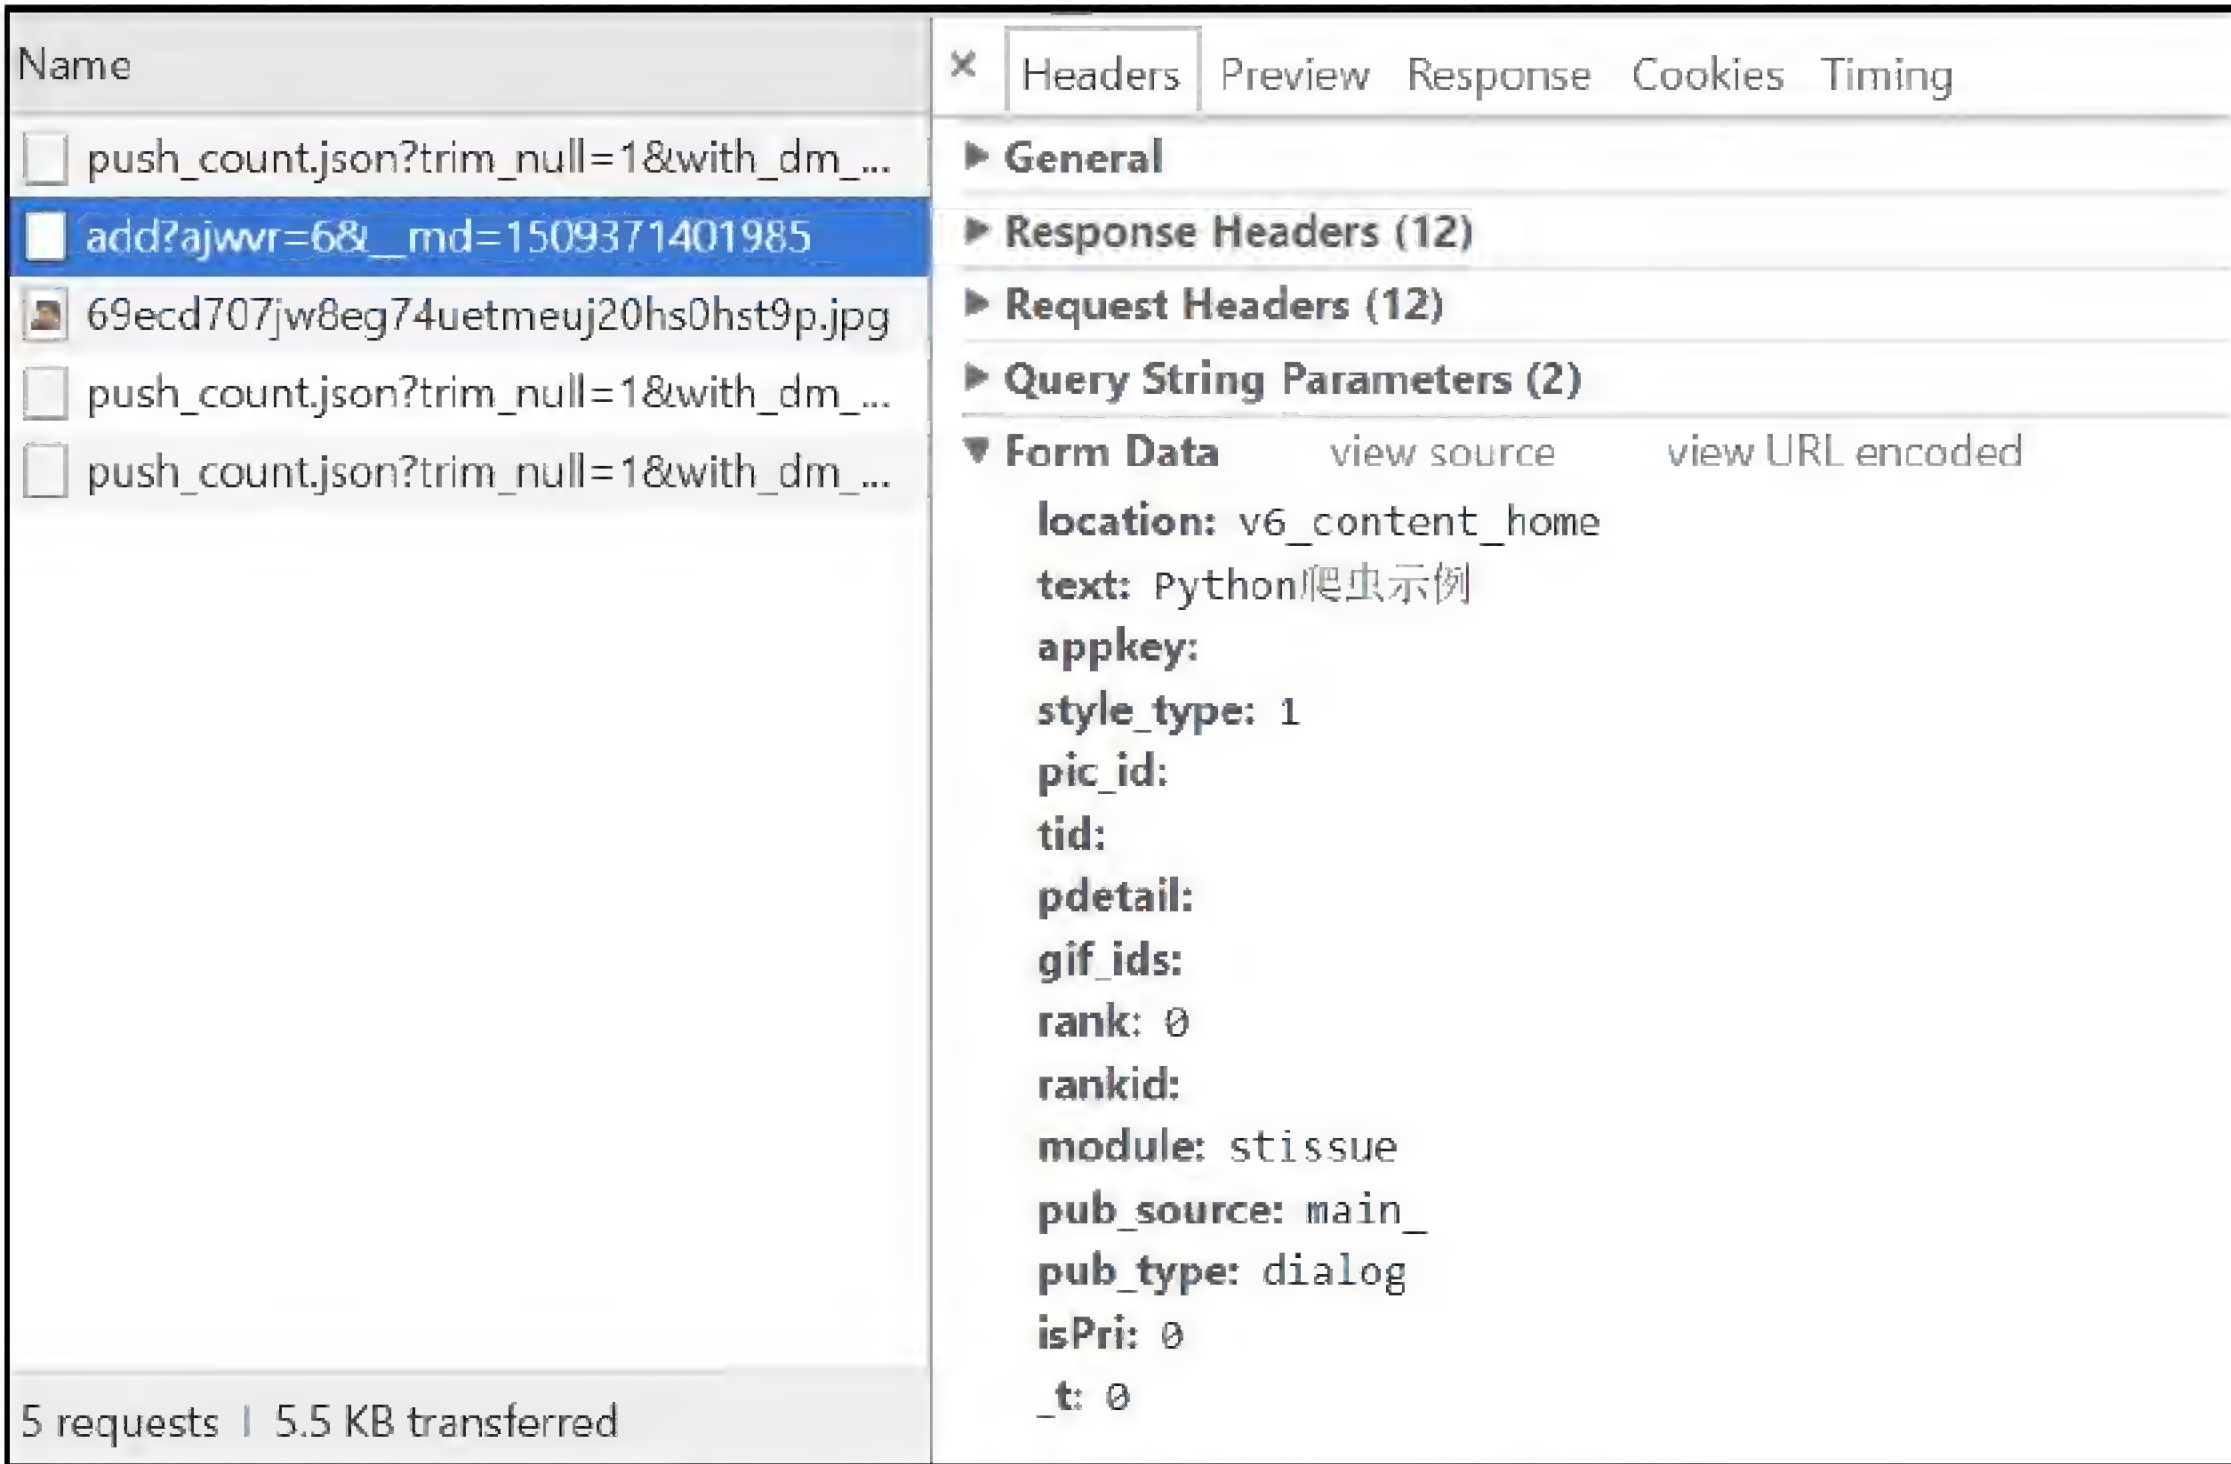 Name
push_count.json?trim_null=1&with_dm_...
add?ajwvr=6&__rnd=1509371401985
69ecd707jw8eg74uetmeuj20hs0hst9p.jpg
push_count.json?trim_null=1&with_dm_...
push_count.json?trim_null=1&with_dm_...
5 requests | 5.5 KB transferred
× Headers Preview Response Cookies Timing
▶ General
▶ Response Headers (12)
▶ Request Headers (12)
▶ Query String Parameters (2)
▼ Form Data view source view URL encoded
location: v6_content_home
text: Python爬虫示例
appkey:
style_type: 1
pic_id:
tid:
pdetail:
gif_ids:
rank: 0
rankid:
module: stissue
pub_source: main_
pub_type: dialog
isPri: 0
_t: 0